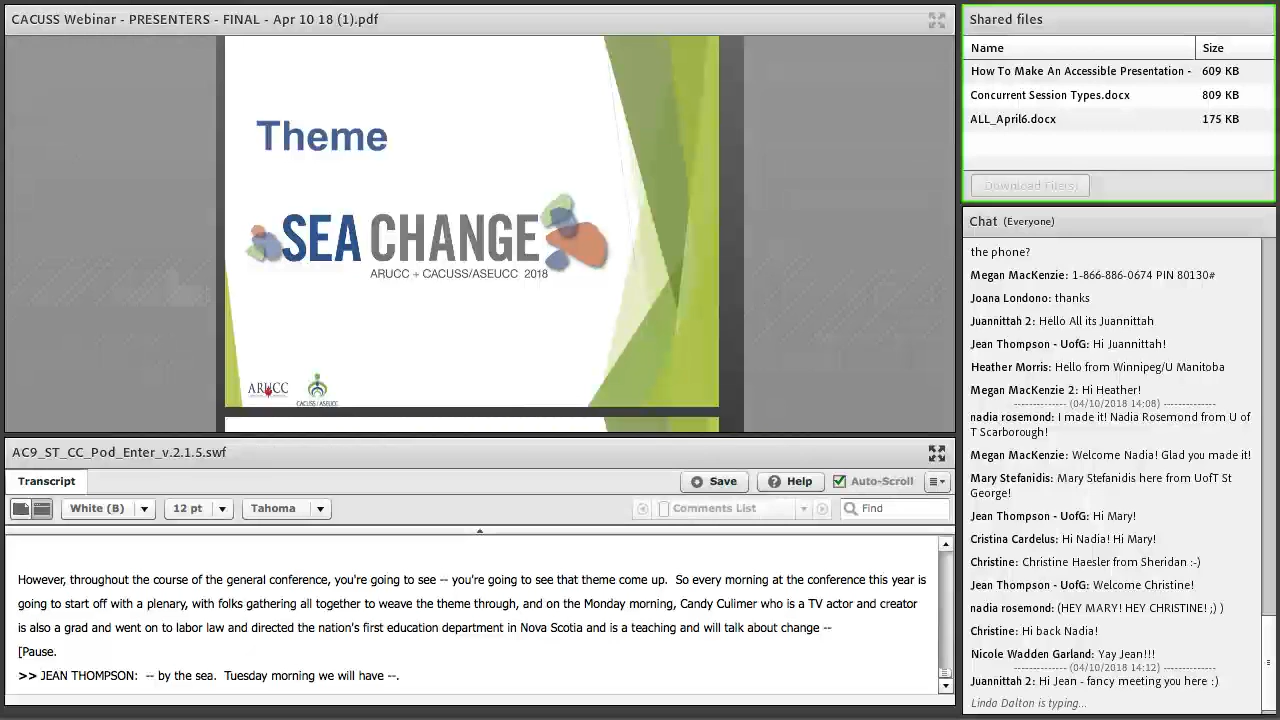 CACUSS Webinar - PRESENTERS - FINAL - Apr 10 18 (1).pdf
Theme
SEA CHANGE
ARUCC + CACUSS/ASEUCC 2018
ARUCC
CACUSS/ASEUCC
AC9_ST_CC_Pod_Enter_v.2.1.5.swf
Transcript
Save
Help
Auto-Scroll
White (B)
12 pt
Tahoma
Comments List
Find
However, throughout the course of the general conference, you're going to see -- you're going to see that theme come up.  So every morning at the conference this year is
going to start off with a plenary, with folks gathering all together to weave the theme through, and on the Monday morning, Candy Culimer who is a TV actor and creator
is also a grad and went on to labor law and directed the nation's first education department in Nova Scotia and is a teaching and will talk about change --
[Pause.
>> JEAN THOMPSON:  -- by the sea.  Tuesday morning we will have --.
Shared files
Name Size
How To Make An Accessible Presentation - 609 KB
Concurrent Session Types.docx 809 KB
ALL_April6.docx 175 KB
Download File(s)
Chat (Everyone)
the phone?
Megan MacKenzie: 1-866-886-0674 PIN 80130#
Joana Londono: thanks
Juannittah 2: Hello All its Juannittah
Jean Thompson - UofG: Hi Juannittah!
Heather Morris: Hello from Winnipeg/U Manitoba
Megan MacKenzie 2: Hi Heather!
-------------- (04/10/2018 14:08) --------------
nadia rosemond: I made it! Nadia Rosemond from U of
T Scarborough!
Megan MacKenzie: Welcome Nadia! Glad you made it!
Mary Stefanidis: Mary Stefanidis here from UofT St
George!
Jean Thompson - UofG: Hi Mary!
Cristina Cardelus: Hi Nadia! Hi Mary!
Christine: Christine Haesler from Sheridan :-)
Jean Thompson - UofG: Welcome Christine!
nadia rosemond: (HEY MARY! HEY CHRISTINE! ;) )
Christine: Hi back Nadia!
Nicole Wadden Garland: Yay Jean!!!
-------------- (04/10/2018 14:12) --------------
Juannittah 2: Hi Jean - fancy meeting you here :)
Linda Dalton is typing...